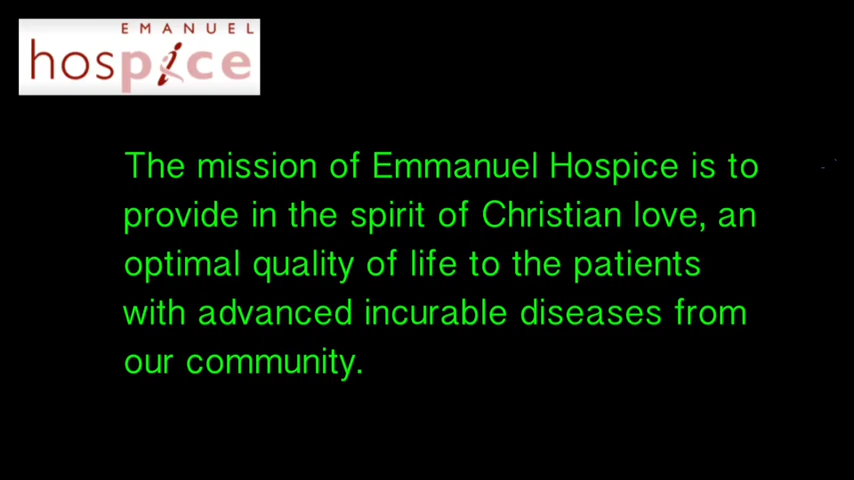 EMANUEL
hospice
The mission of Emmanuel Hospice is to
provide in the spirit of Christian love, an
optimal quality of life to the patients
with advanced incurable diseases from
our community.